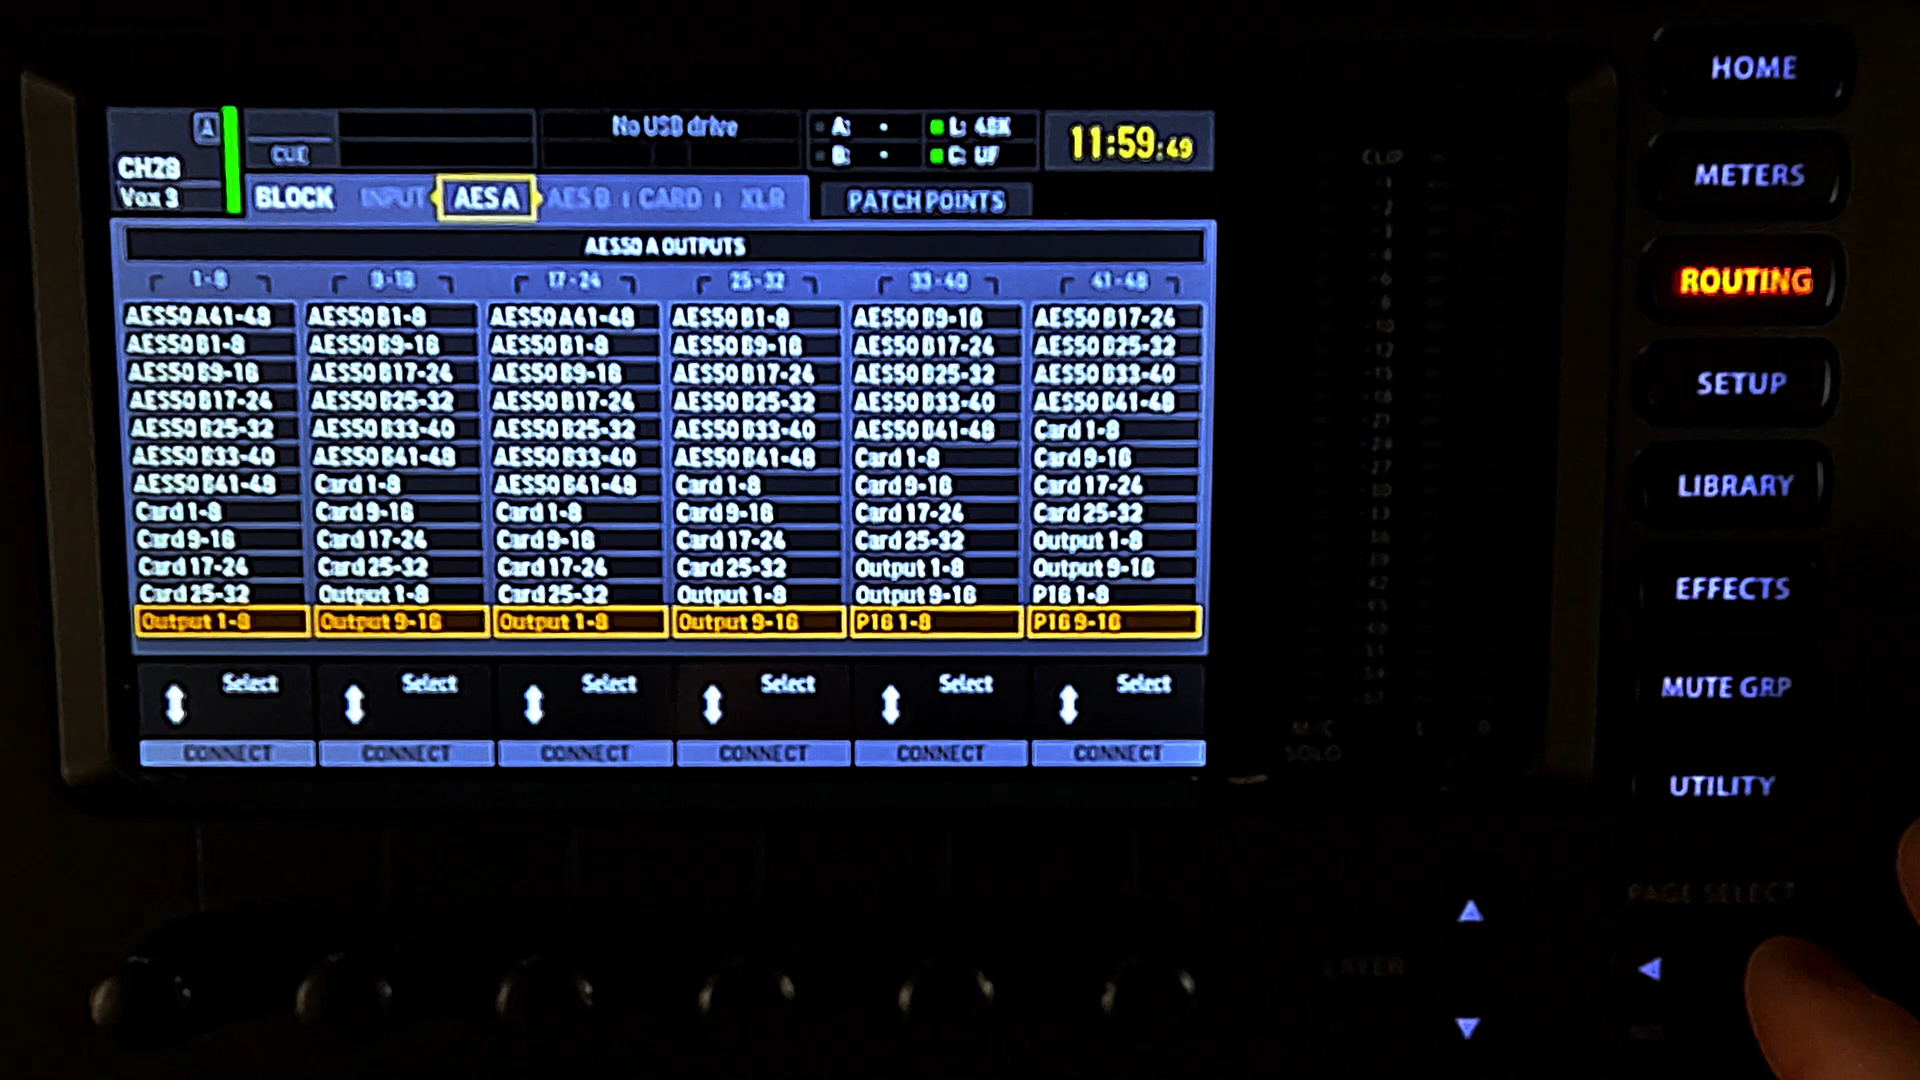 HOME
A
CH28
Vox 3
CUE
No USB drive
A:
B:
L: 48K
C: U/
11:59:49
METERS
BLOCK INPUT AES A AES B CARD XLR
PATCH POINTS
AES50 A OUTPUTS
1-8 9-16 17-24 25-32 33-40 41-48
ROUTING
AES50 A41-48 AES50 B1-8 AES50 A41-48 AES50 B1-8 AES50 B9-16 AES50 B17-24
AES50 B1-8 AES50 B9-16 AES50 B1-8 AES50 B9-16 AES50 B17-24 AES50 B25-32
AES50 B9-16 AES50 B17-24 AES50 B9-16 AES50 B17-24 AES50 B25-32 AES50 B33-40
AES50 B17-24 AES50 B25-32 AES50 B17-24 AES50 B25-32 AES50 B33-40 AES50 B41-48
AES50 B25-32 AES50 B33-40 AES50 B25-32 AES50 B33-40 AES50 B41-48 Card 1-8
AES50 B33-40 AES50 B41-48 AES50 B33-40 AES50 B41-48 Card 1-8 Card 9-16
AES50 B41-48 Card 1-8 AES50 B41-48 Card 1-8 Card 9-16 Card 17-24
Card 1-8 Card 9-16 Card 1-8 Card 9-16 Card 17-24 Card 25-32
Card 9-16 Card 17-24 Card 9-16 Card 17-24 Card 25-32 Output 1-8
Card 17-24 Card 25-32 Card 17-24 Card 25-32 Output 1-8 Output 9-16
Card 25-32 Output 1-8 Card 25-32 Output 1-8 Output 9-16 P16 1-8
Output 1-8 Output 9-16 Output 1-8 Output 9-16 P16 1-8 P16 9-16
Select Select Select Select Select Select
CONNECT CONNECT CONNECT CONNECT CONNECT CONNECT
SETUP
LIBRARY
EFFECTS
MUTE GRP
UTILITY
CLIP
M/C L R
SOLO
PAGE SELECT
LAYER